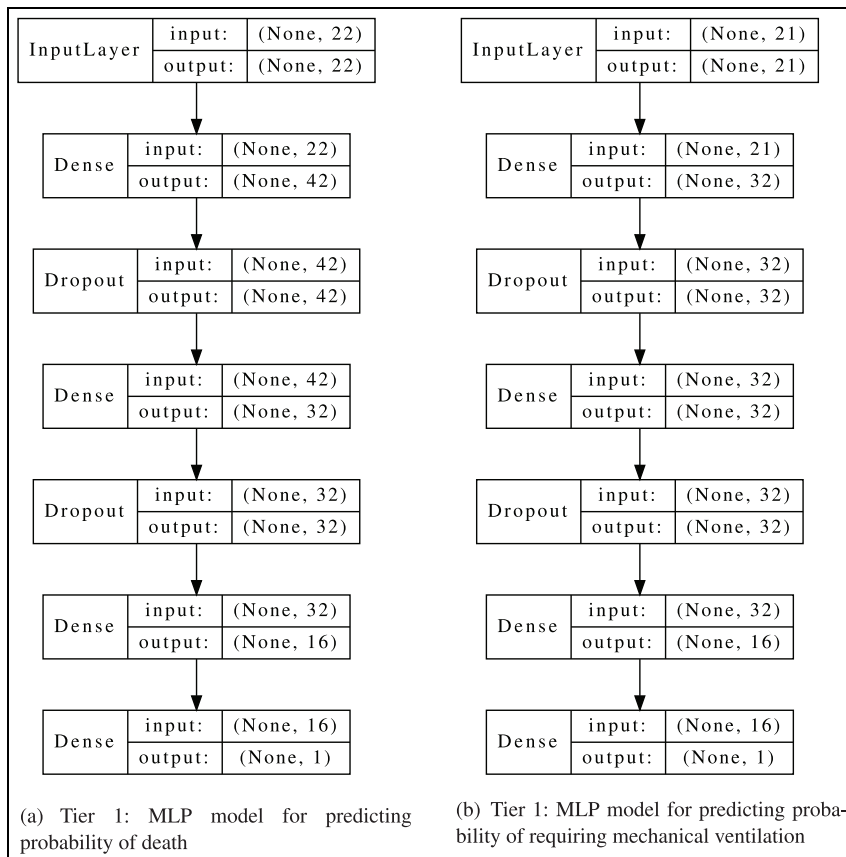 InputLayer
input: (None, 22)
output: (None, 22)
Dense
input: (None, 22)
output: (None, 42)
Dropout
input: (None, 42)
output: (None, 42)
Dense
input: (None, 42)
output: (None, 32)
Dropout
input: (None, 32)
output: (None, 32)
Dense
input: (None, 32)
output: (None, 16)
Dense
input: (None, 16)
output: (None, 1)
(a) Tier 1: MLP model for predicting
probability of death
InputLayer
input: (None, 21)
output: (None, 21)
Dense
input: (None, 21)
output: (None, 32)
Dropout
input: (None, 32)
output: (None, 32)
Dense
input: (None, 32)
output: (None, 32)
Dropout
input: (None, 32)
output: (None, 32)
Dense
input: (None, 32)
output: (None, 16)
Dense
input: (None, 16)
output: (None, 1)
(b) Tier 1: MLP model for predicting proba-
bility of requiring mechanical ventilation